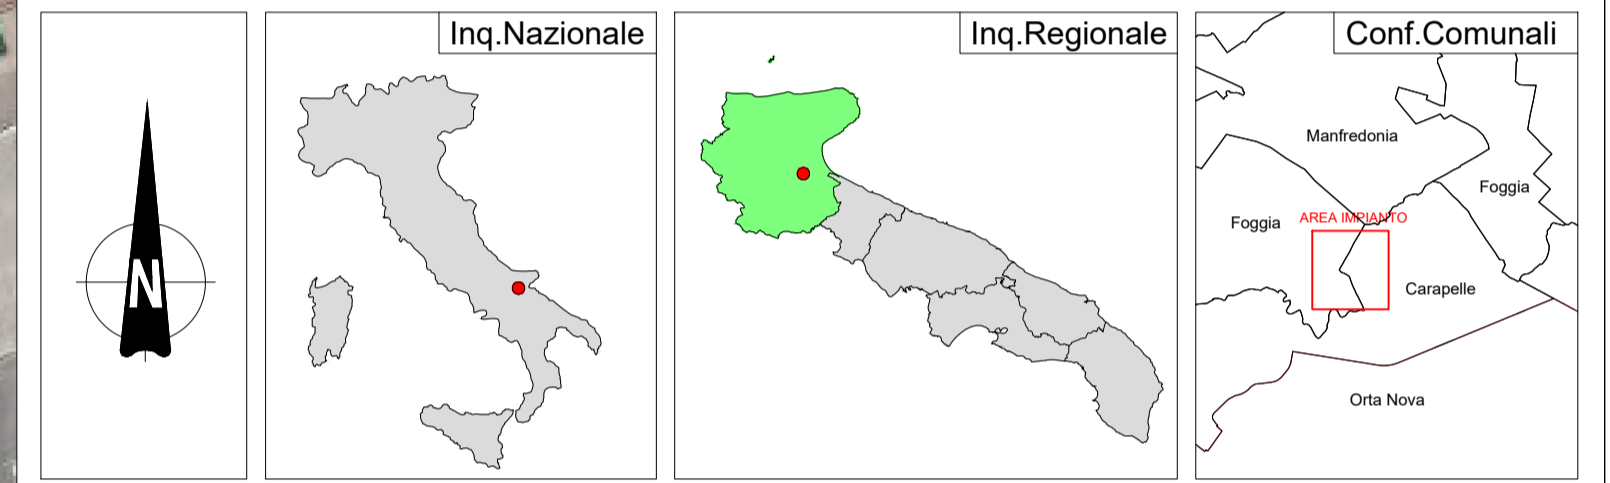 N
Inq.Nazionale
Inq.Regionale
Conf.Comunali
Manfredonia
Foggia
Foggia
AREA IMPIANTO
Carapelle
Orta Nova